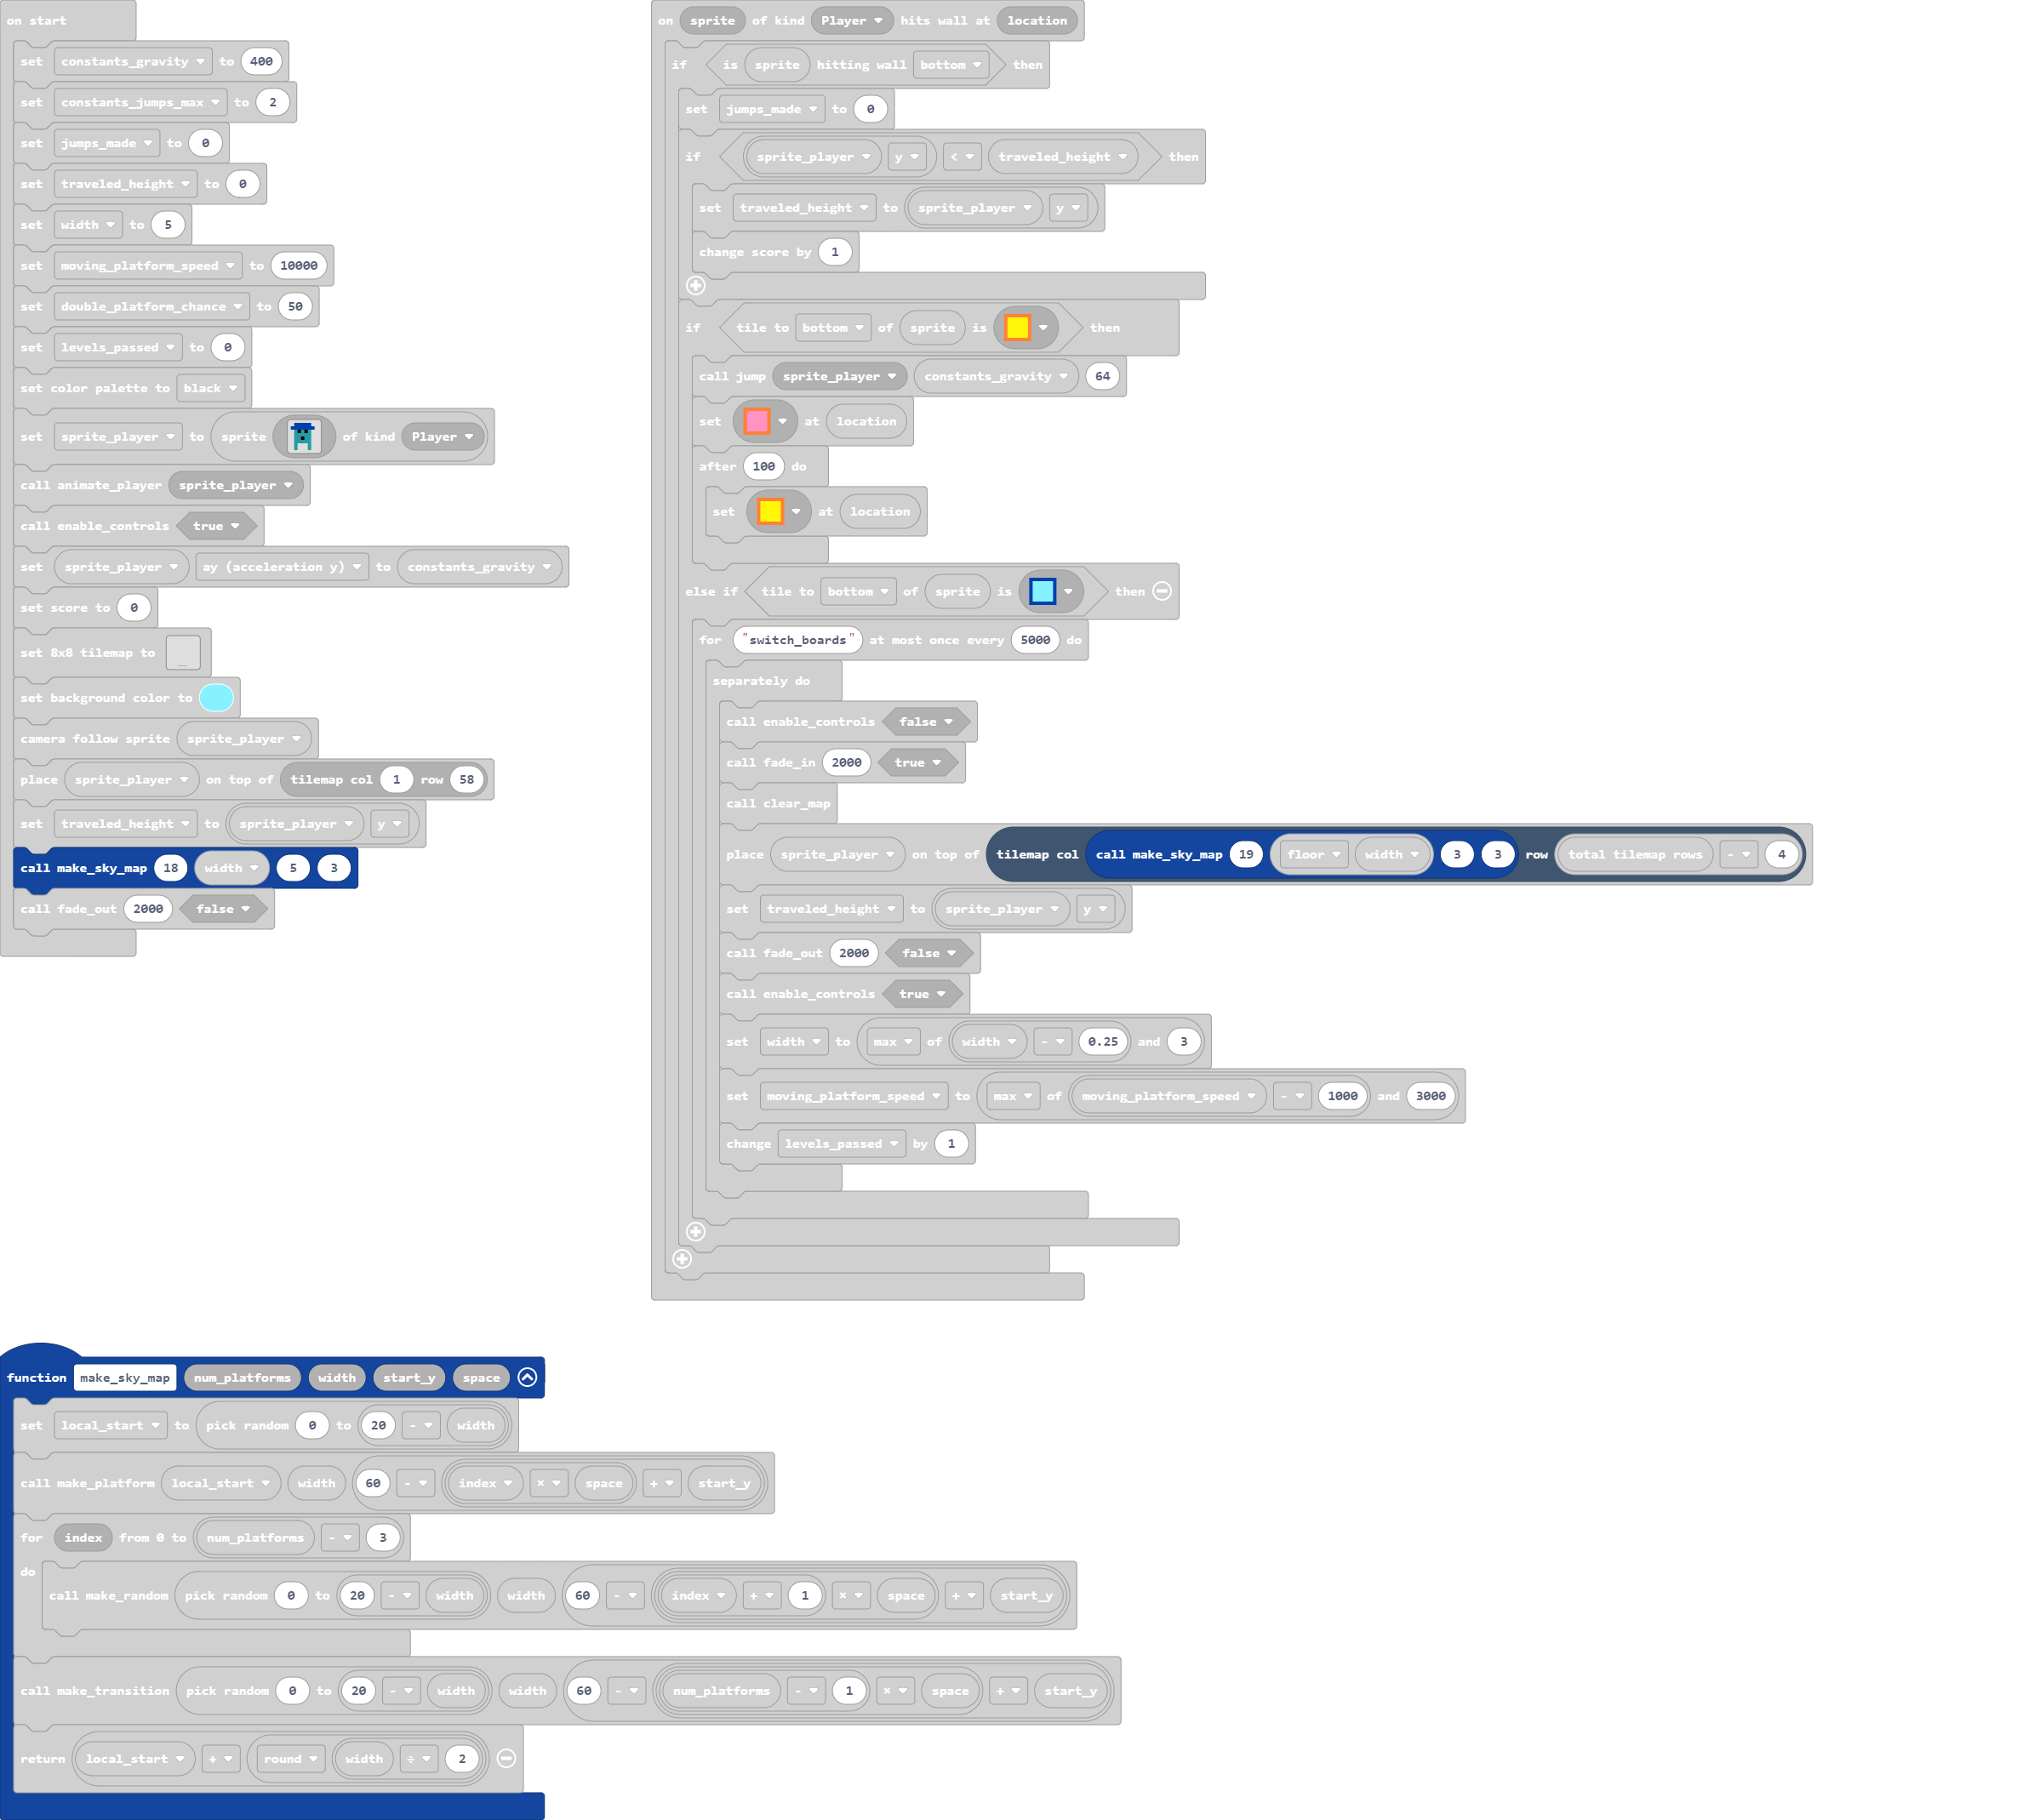 on start
set constants_gravity to 400
set constants_jumps_max to 2
set jumps_made to 0
set traveled_height to 0
set width to 5
set moving_platform_speed to 10000
set double_platform_chance to 50
set levels_passed to 0
set color palette to black
set sprite_player to sprite of kind Player
call animate_player sprite_player
call enable_controls true
set sprite_player ay (acceleration y) to constants_gravity
set score to 0
set 8x8 tilemap to
set background color to
camera follow sprite sprite_player
place sprite_player on top of tilemap col 1 row 58
set traveled_height to sprite_player y
call make_sky_map 18 width 5 3
call fade_out 2000 false
on sprite of kind Player hits wall at location
if is sprite hitting wall bottom then
set jumps_made to 0
if sprite_player y < traveled_height then
set traveled_height to sprite_player y
change score by 1
if tile to bottom of sprite is then
call jump sprite_player constants_gravity 64
set at location
after 100 do
set at location
else if tile to bottom of sprite is then
for "switch_boards" at most once every 5000 do
separately do
call enable_controls false
call fade_in 2000 true
call clear_map
place sprite_player on top of tilemap col call make_sky_map 19 floor width 3 3 row total tilemap rows - 4
set traveled_height to sprite_player y
call fade_out 2000 false
call enable_controls true
set width to max of width - 0.25 and 3
set moving_platform_speed to max of moving_platform_speed - 1000 and 3000
change levels_passed by 1
function make_sky_map num_platforms width start_y space
set local_start to pick random 0 to 20 - width
call make_platform local_start width 60 - index × space + start_y
for index from 0 to num_platforms - 3
do
call make_random pick random 0 to 20 - width width 60 - index + 1 × space + start_y
call make_transition pick random 0 to 20 - width width 60 - num_platforms - 1 × space + start_y
return local_start + round width ÷ 2